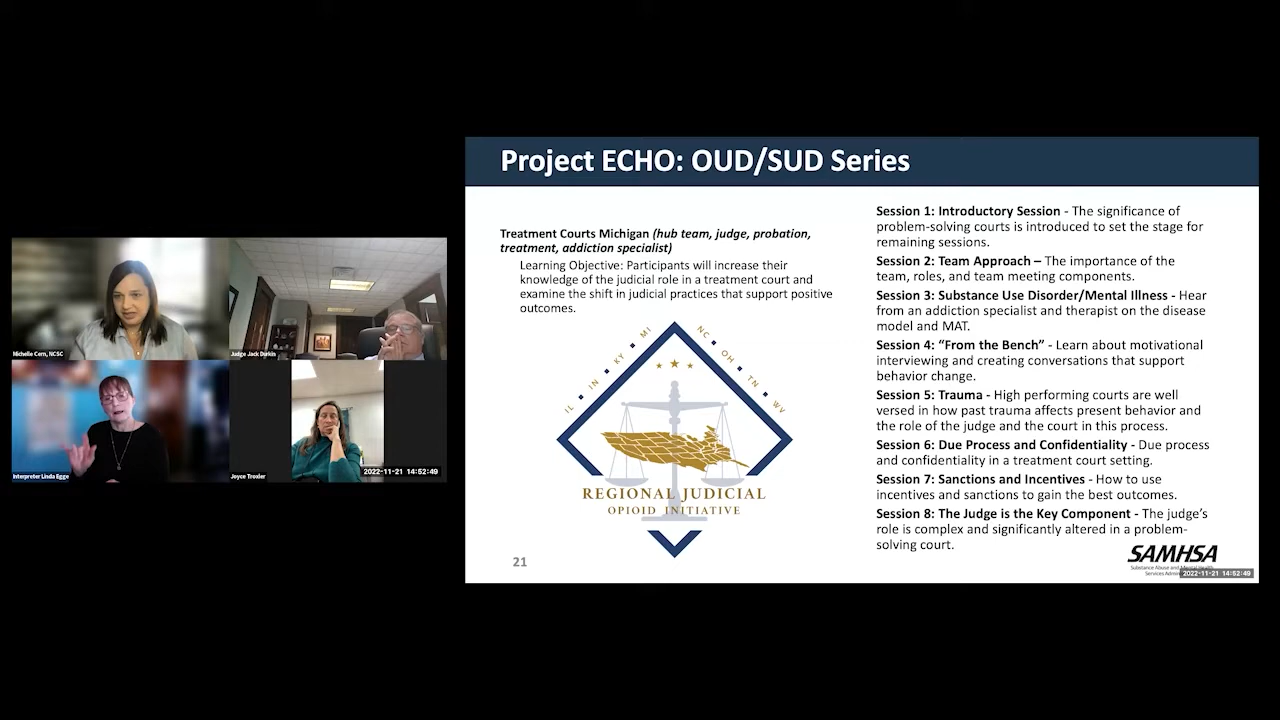 Project ECHO: OUD/SUD Series
Treatment Courts Michigan (hub team, judge, probation,
treatment, addiction specialist)
Learning Objective: Participants will increase their
knowledge of the judicial role in a treatment court and
examine the shift in judicial practices that support positive
outcomes.
IL IN KY MI NC OH TN WV
REGIONAL JUDICIAL
OPIOID INITIATIVE
21
Session 1: Introductory Session - The significance of
problem-solving courts is introduced to set the stage for
remaining sessions.
Session 2: Team Approach – The importance of the
team, roles, and team meeting components.
Session 3: Substance Use Disorder/Mental Illness - Hear
from an addiction specialist and therapist on the disease
model and MAT.
Session 4: “From the Bench” - Learn about motivational
interviewing and creating conversations that support
behavior change.
Session 5: Trauma - High performing courts are well
versed in how past trauma affects present behavior and
the role of the judge and the court in this process.
Session 6: Due Process and Confidentiality - Due process
and confidentiality in a treatment court setting.
Session 7: Sanctions and Incentives - How to use
incentives and sanctions to gain the best outcomes.
Session 8: The Judge is the Key Component - The judge’s
role is complex and significantly altered in a problem-
solving court.
SAMHSA
Substance Abuse and Mental Health
Services
2022-11-21 14:52:49
Michelle Cern, NCSC
Judge Jack Durkin
Interpreter Linda Egge
Joyce Troxler
2022-11-21 14:52:49